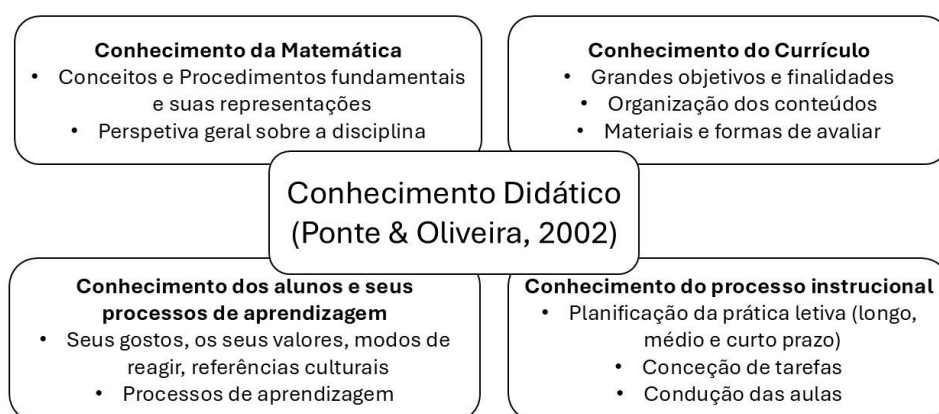 Conhecimento da Matemática
• Conceitos e Procedimentos fundamentais
e suas representações
• Perspetiva geral sobre a disciplina
Conhecimento do Currículo
• Grandes objetivos e finalidades
• Organização dos conteúdos
• Materiais e formas de avaliar
Conhecimento Didático
(Ponte & Oliveira, 2002)
Conhecimento dos alunos e seus
processos de aprendizagem
• Seus gostos, os seus valores, modos de
reagir, referências culturais
• Processos de aprendizagem
Conhecimento do processo instrucional
• Planificação da prática letiva (longo,
médio e curto prazo)
• Conceção de tarefas
• Condução das aulas